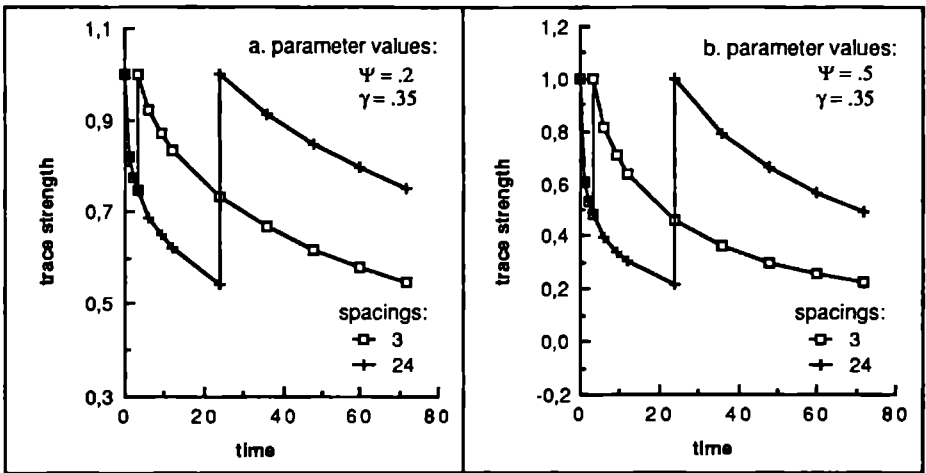 1,1
0,9
0,7
0,5
0,3
trace strength
a. parameter values:
Ψ = .2
γ = .35
spacings:
3
24
0 20 40 60 80
time
1,0
0,8
0,6
0,4
0,2
0,0
-0,2
trace strength
b. parameter values:
Ψ = .5
γ = .35
spacings:
3
24
0 20 40 60 80
time